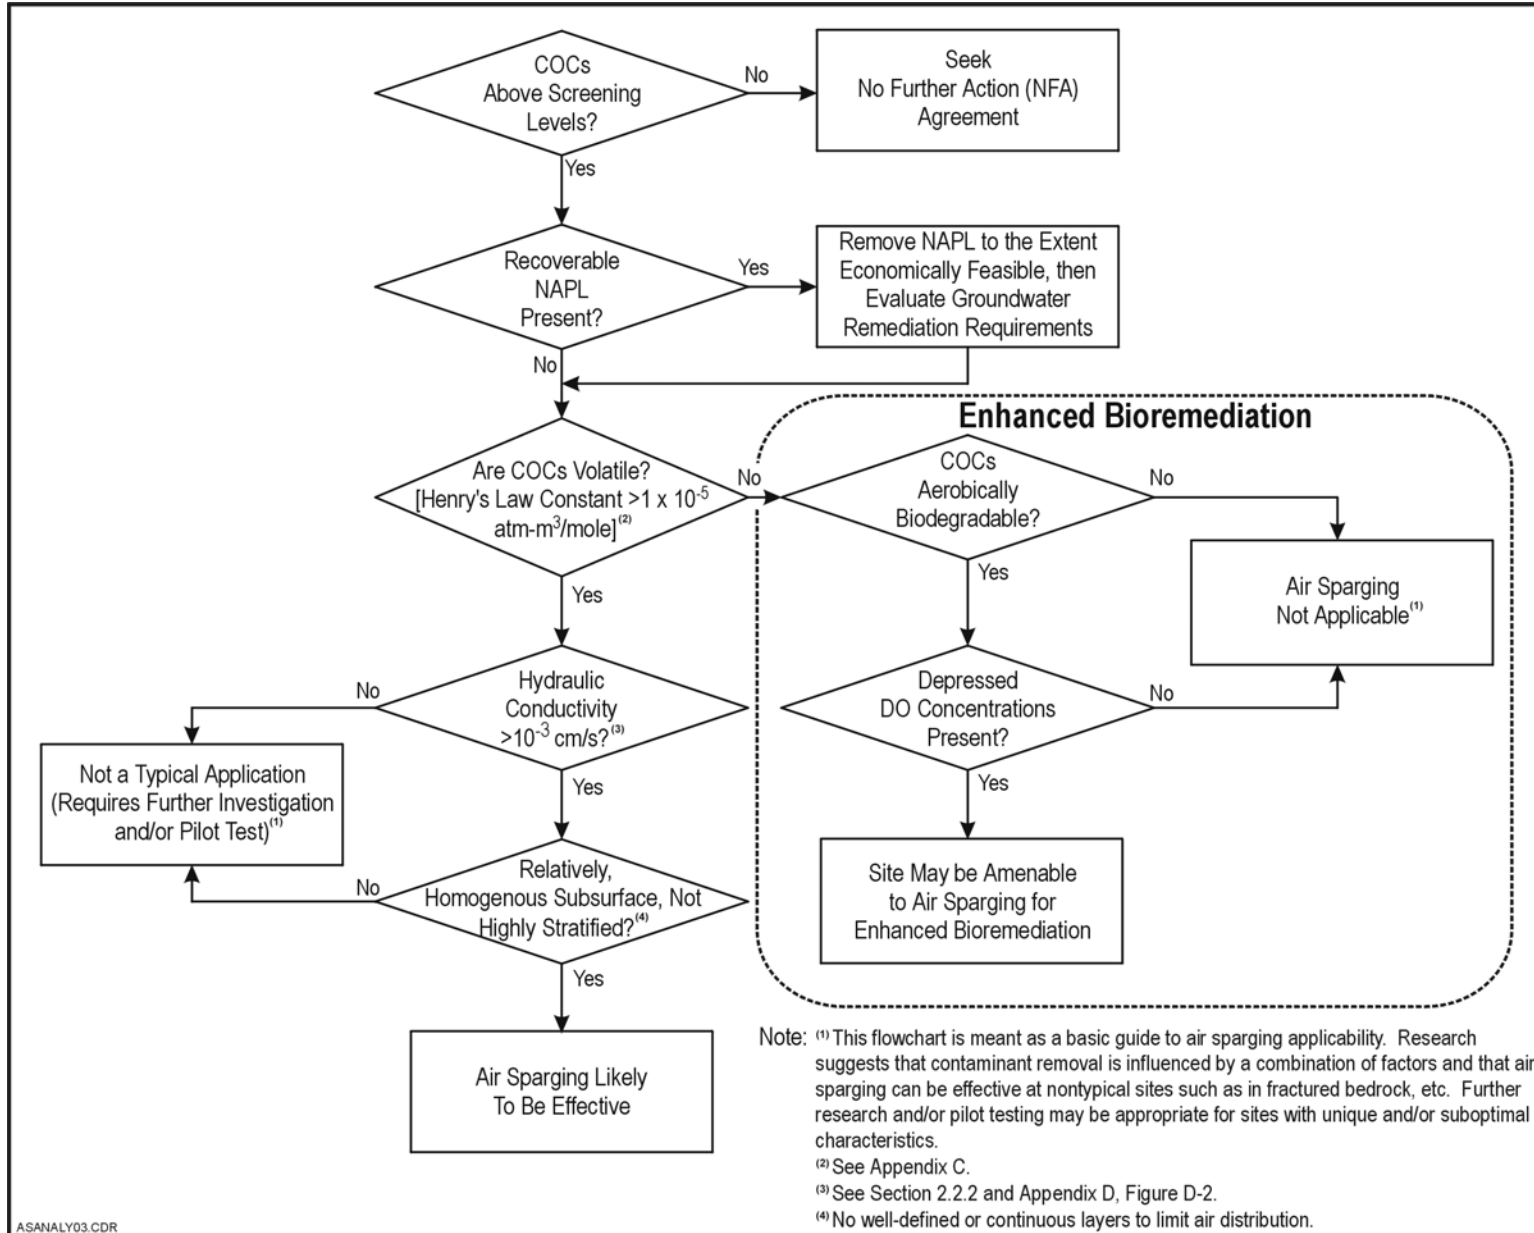 COCs
Above Screening
Levels?
No
Seek
No Further Action (NFA)
Agreement
Yes
Recoverable
NAPL
Present?
Yes
Remove NAPL to the Extent
Economically Feasible, then
Evaluate Groundwater
Remediation Requirements
No
Enhanced Bioremediation
Are COCs Volatile?
[Henry's Law Constant >1 x 10⁻⁵
atm-m³/mole]⁽²⁾
No
COCs
Aerobically
Biodegradable?
No
Yes
Yes
Air Sparging
Not Applicable⁽¹⁾
Hydraulic
Conductivity
>10⁻³ cm/s?⁽³⁾
No
Depressed
DO Concentrations
Present?
No
Not a Typical Application
(Requires Further Investigation
and/or Pilot Test)⁽¹⁾
Yes
Yes
Relatively,
Homogenous Subsurface, Not
Highly Stratified?⁽⁴⁾
No
Site May be Amenable
to Air Sparging for
Enhanced Bioremediation
Yes
Air Sparging Likely
To Be Effective
Note: ⁽¹⁾ This flowchart is meant as a basic guide to air sparging applicability. Research
suggests that contaminant removal is influenced by a combination of factors and that air
sparging can be effective at nontypical sites such as in fractured bedrock, etc. Further
research and/or pilot testing may be appropriate for sites with unique and/or suboptimal
characteristics.
⁽²⁾ See Appendix C.
⁽³⁾ See Section 2.2.2 and Appendix D, Figure D-2.
⁽⁴⁾ No well-defined or continuous layers to limit air distribution.
ASANALY03.CDR